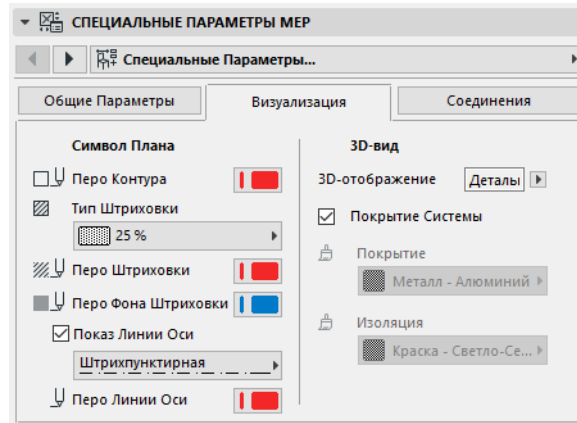 СПЕЦИАЛЬНЫЕ ПАРАМЕТРЫ МЕР
Специальные Параметры...
Общие Параметры
Визуализация
Соединения
Символ Плана
Перо Контура
Тип Штриховки
25 %
Перо Штриховки
Перо Фона Штриховки
Показ Линии Оси
Штрихпунктирная
Перо Линии Оси
3D-вид
3D-отображение
Деталы
Покрытие Системы
Покрытие
Металл - Алюминий
Изоляция
Краска - Светло-Се...